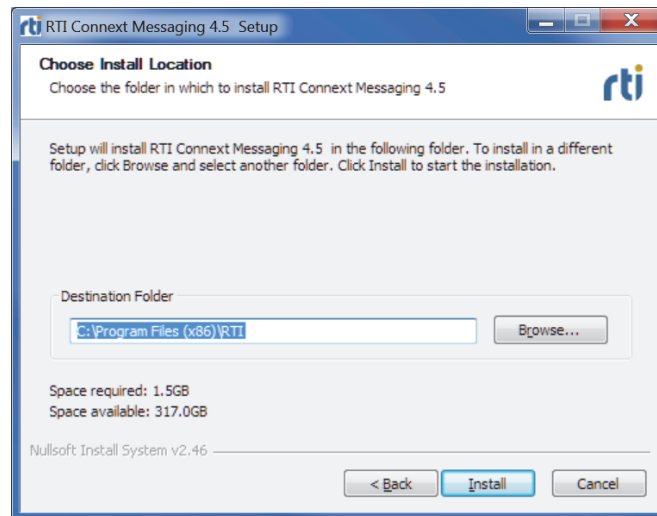 rti RTI Connext Messaging 4.5 Setup
Choose Install Location
Choose the folder in which to install RTI Connext Messaging 4.5
rti
Setup will install RTI Connext Messaging 4.5 in the following folder. To install in a different
folder, click Browse and select another folder. Click Install to start the installation.
Destination Folder
C:\Program Files (x86)\RTI
Browse...
Space required: 1.5GB
Space available: 317.0GB
Nullsoft Install System v2.46
< Back Install Cancel